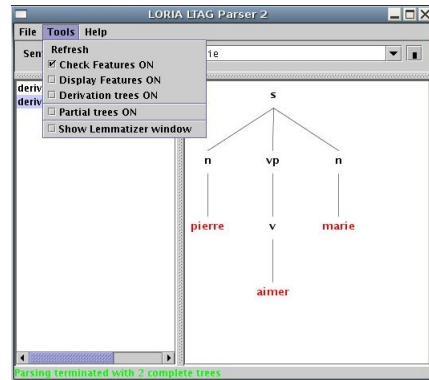 LORIA LTAG Parser 2
File Tools Help
Sen
ie
Refresh
Check Features ON
Display Features ON
Derivation trees ON
Partial trees ON
Show Lemmatizer window
deriv
deriv
s
n vp n
pierre v marie
aimer
Parsing terminated with 2 complete trees